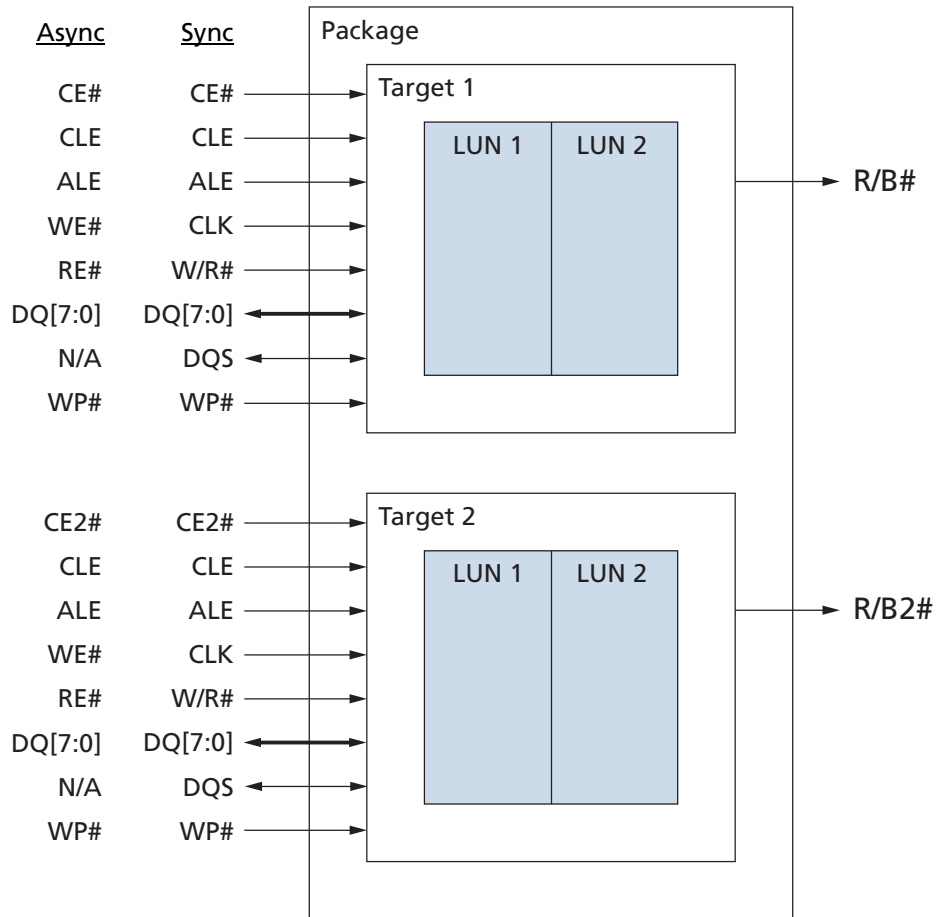 Async Sync Package
CE# CE# Target 1
CLE CLE LUN 1 LUN 2
ALE ALE R/B#
WE# CLK
RE# W/R#
DQ[7:0] DQ[7:0]
N/A DQS
WP# WP#
CE2# CE2# Target 2
CLE CLE LUN 1 LUN 2
ALE ALE R/B2#
WE# CLK
RE# W/R#
DQ[7:0] DQ[7:0]
N/A DQS
WP# WP#